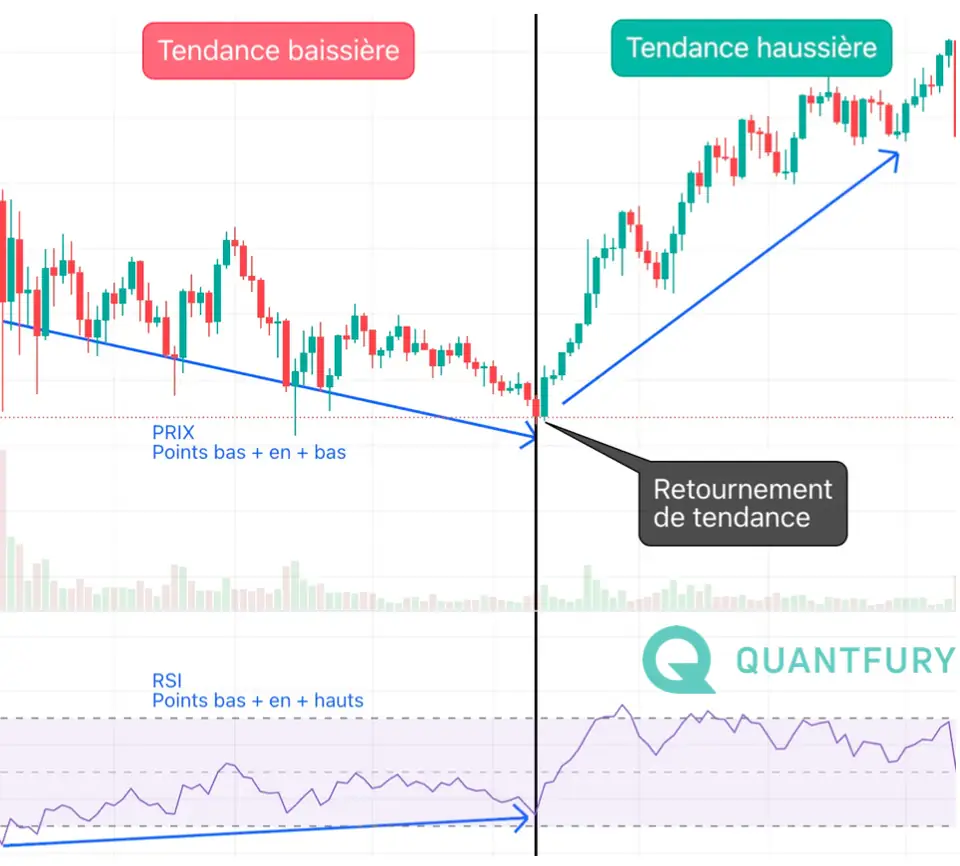 Tendance baissière
Tendance haussière
PRIX
Points bas + en + bas
Retournement
de tendance
RSI
Points bas + en + hauts
QUANTFURY